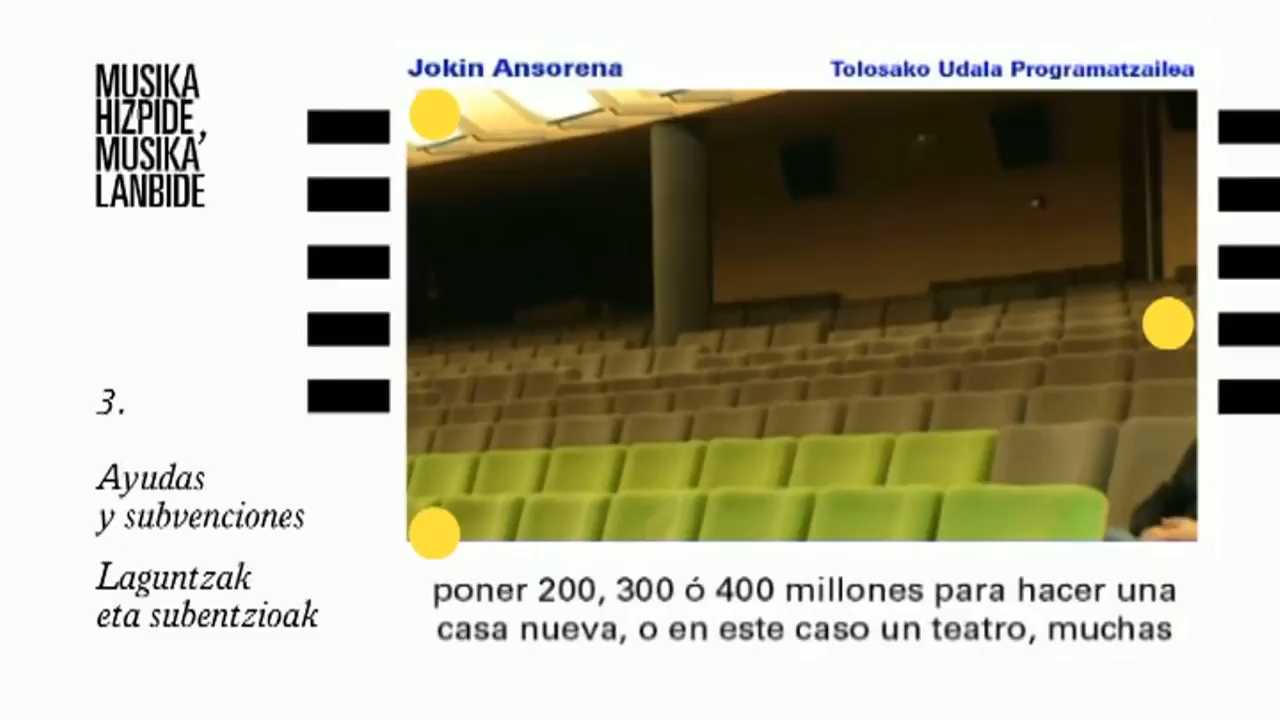 MUSIKA
HIZPIDE,
MUSIKA
LANBIDE
Jokin Ansorena
Tolosako Udala Programatzailea
3.
Ayudas
y subvenciones
Laguntzak
eta subentzioak
poner 200, 300 ó 400 millones para hacer una
casa nueva, o en este caso un teatro, muchas